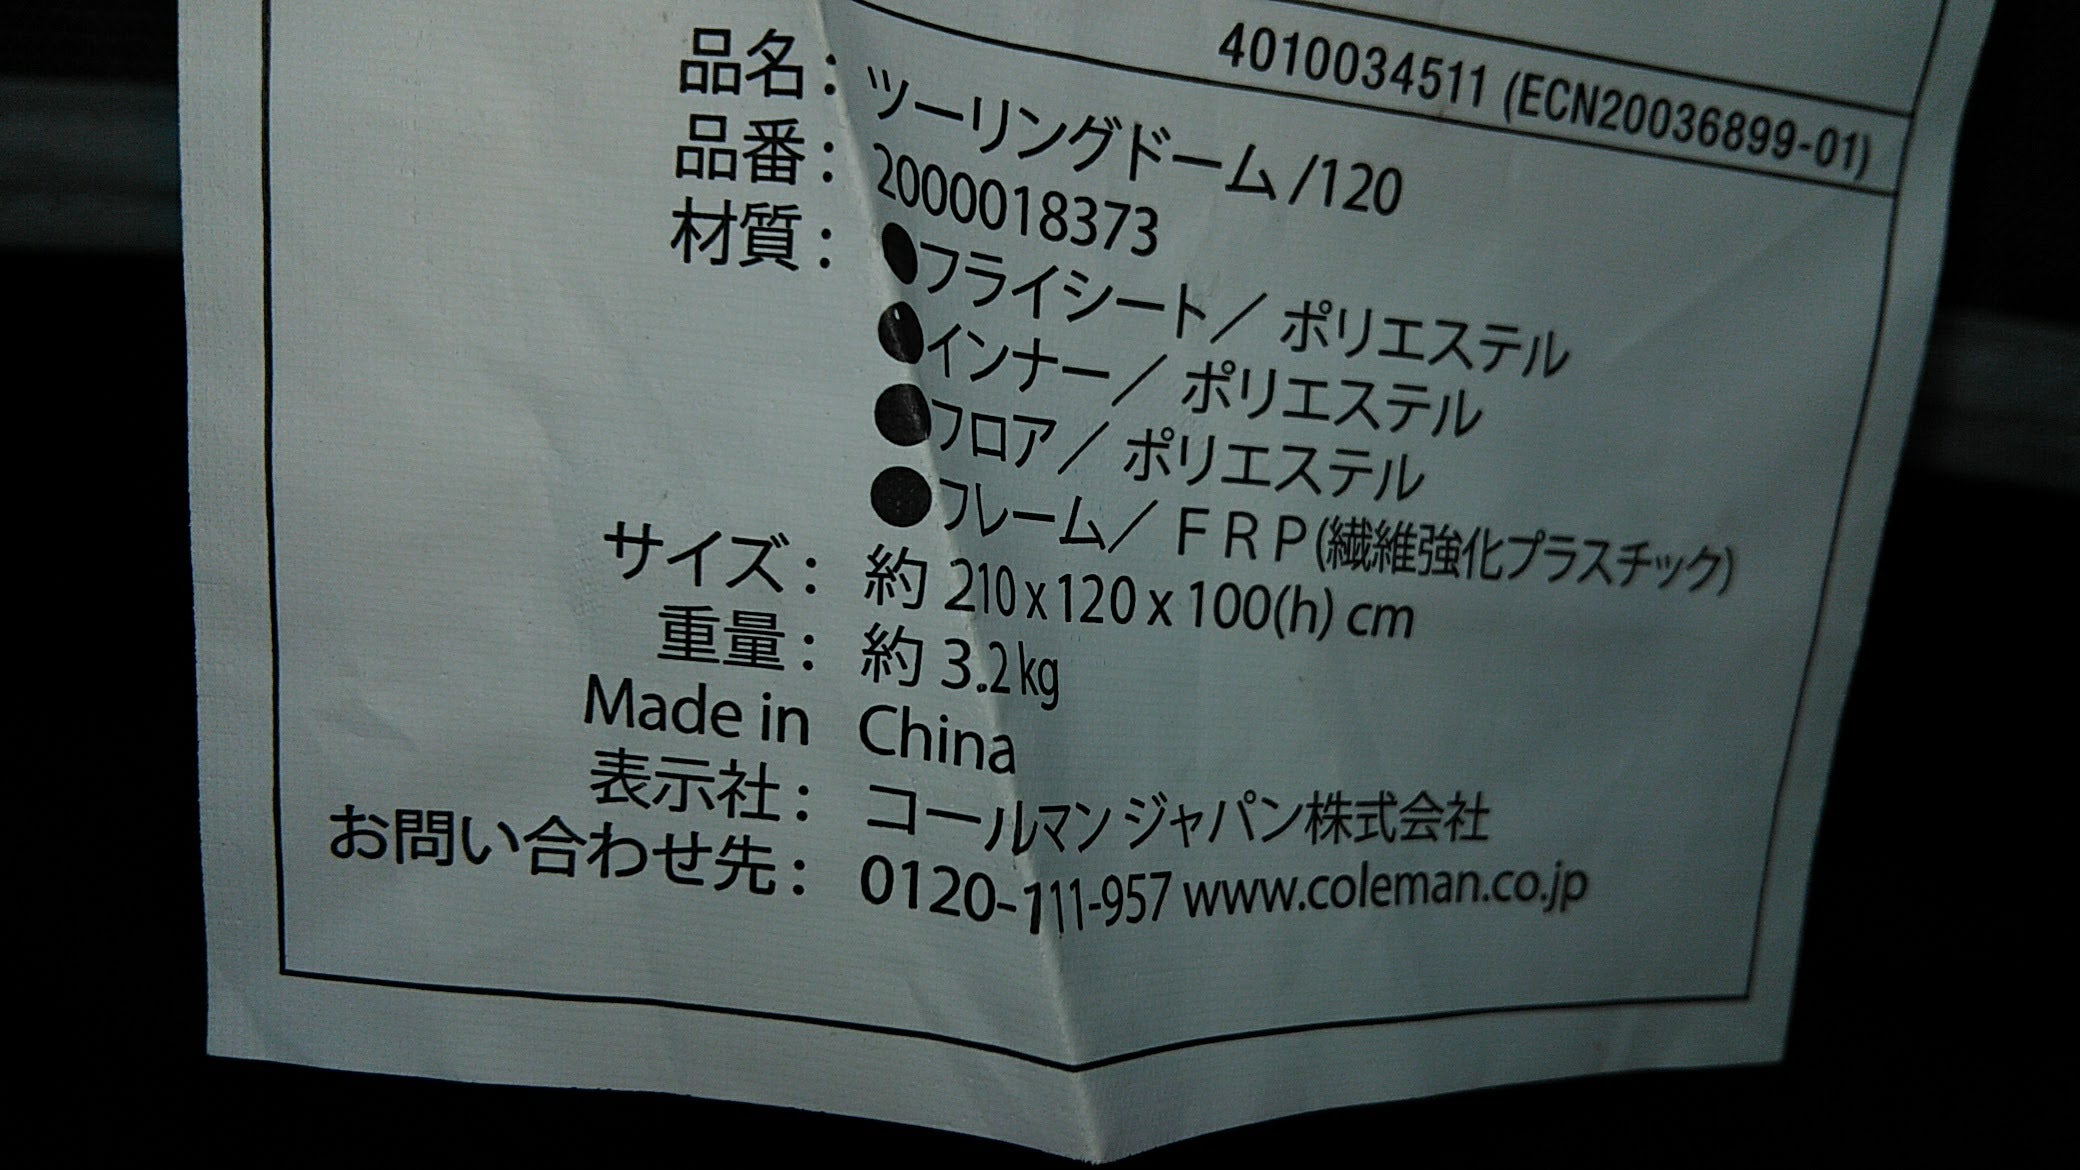 4010034511 (ECN20036899-01)
品名： ツーリングドーム /120
品番： 2000018373
材質： ●フライシート／ ポリエステル
●インナー／ ポリエステル
●フロア／ ポリエステル
●フレーム／ ＦＲＰ(繊維強化プラスチック)
サイズ： 約 210 x 120 x 100(h) cm
重量： 約 3.2 kg
Made in China
表示社： コールマン ジャパン株式会社
お問い合わせ先： 0120-111-957 www.coleman.co.jp